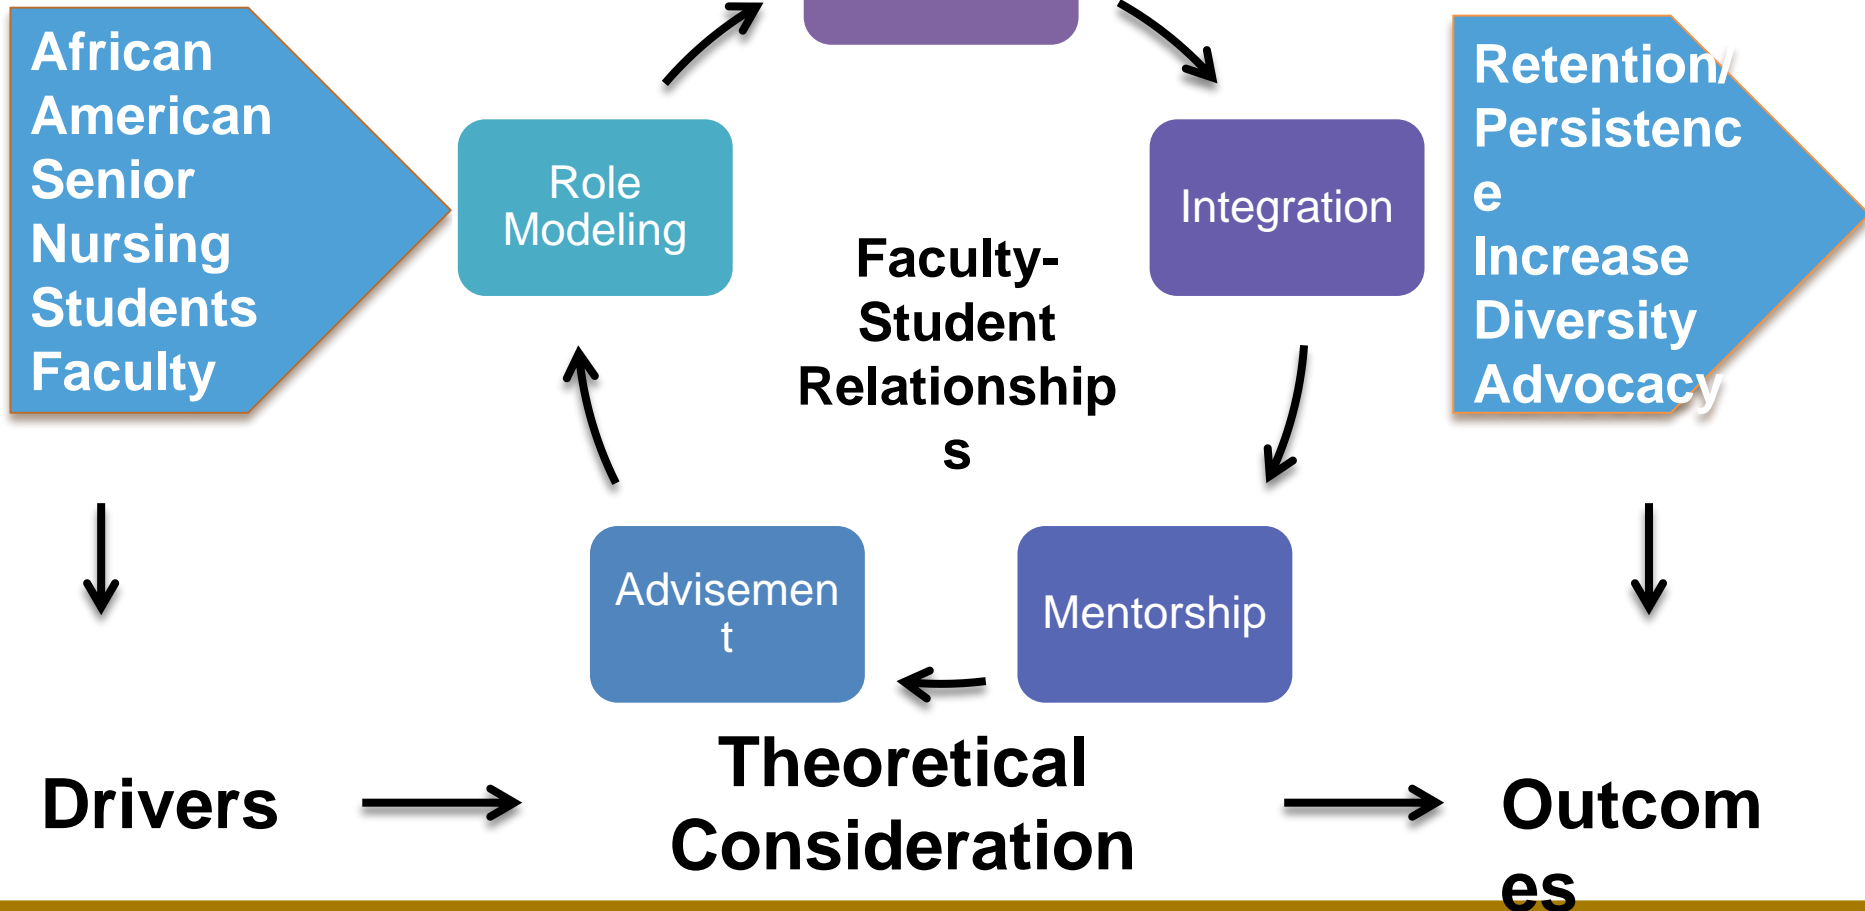 African
American
Senior
Nursing
Students
Faculty
Role
Modeling
Faculty-
Student
Relationship
s
Integration
Retention/
Persistenc
e
Increase
Diversity
Advocacy
Advisemen
t
Mentorship
Drivers
Theoretical
Consideration
Outcom
es